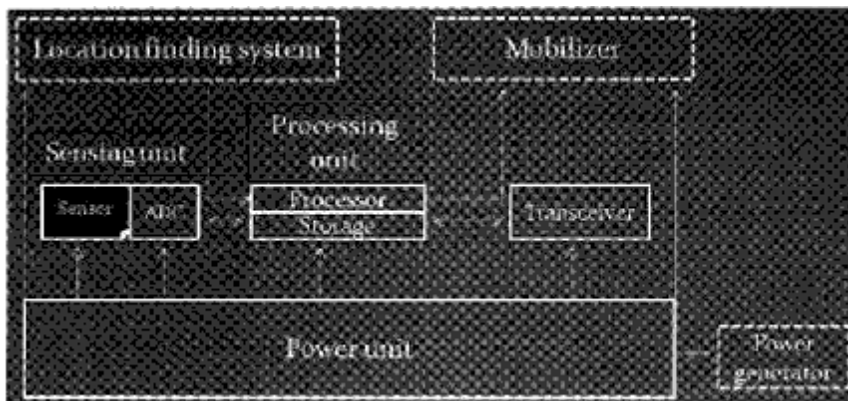 Location finding system
Mobilizer
Processing
unit
Sensing unit
Sensor
ADC
Processor
Storage
Transceiver
Power unit
Power
generator